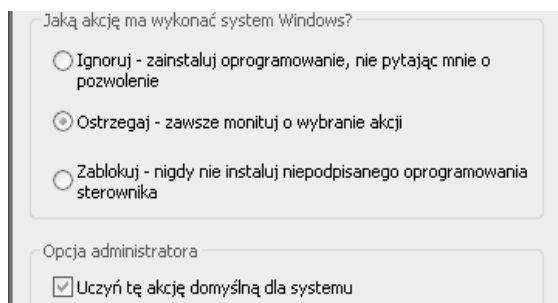 Jaką akcję ma wykonać system Windows?
Ignoruj - zainstaluj oprogramowanie, nie pytając mnie o
pozwolenie
Ostrzegaj - zawsze monituj o wybranie akcji
Zablokuj - nigdy nie instaluj niepodpisanego oprogramowania
sterownika
Opcja administratora
Uczyń tę akcję domyślną dla systemu